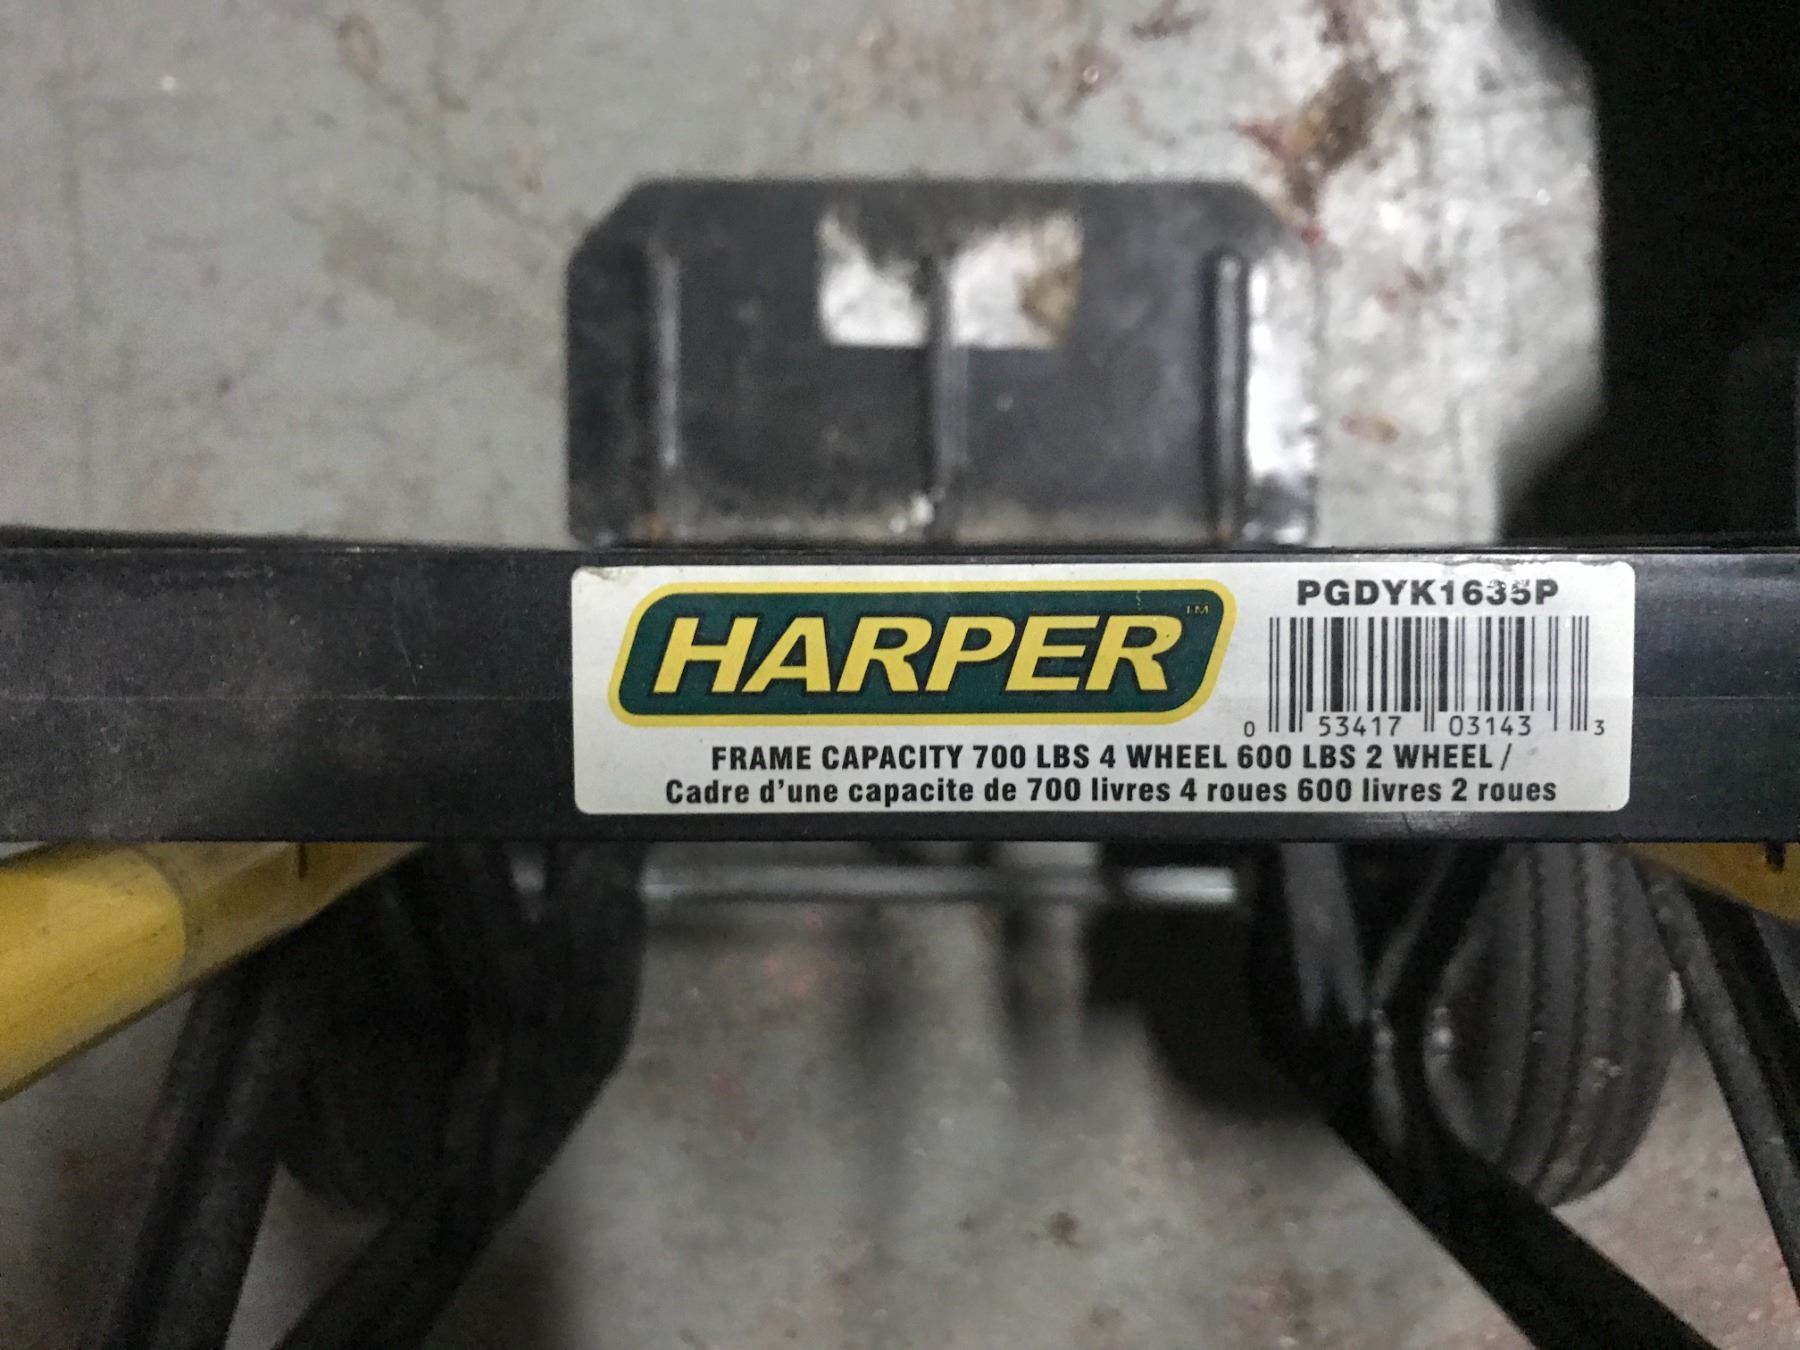 HARPER™
PGDYK1635P
0 53417 03143 3
FRAME CAPACITY 700 LBS 4 WHEEL 600 LBS 2 WHEEL /
Cadre d'une capacite de 700 livres 4 roues 600 livres 2 roues